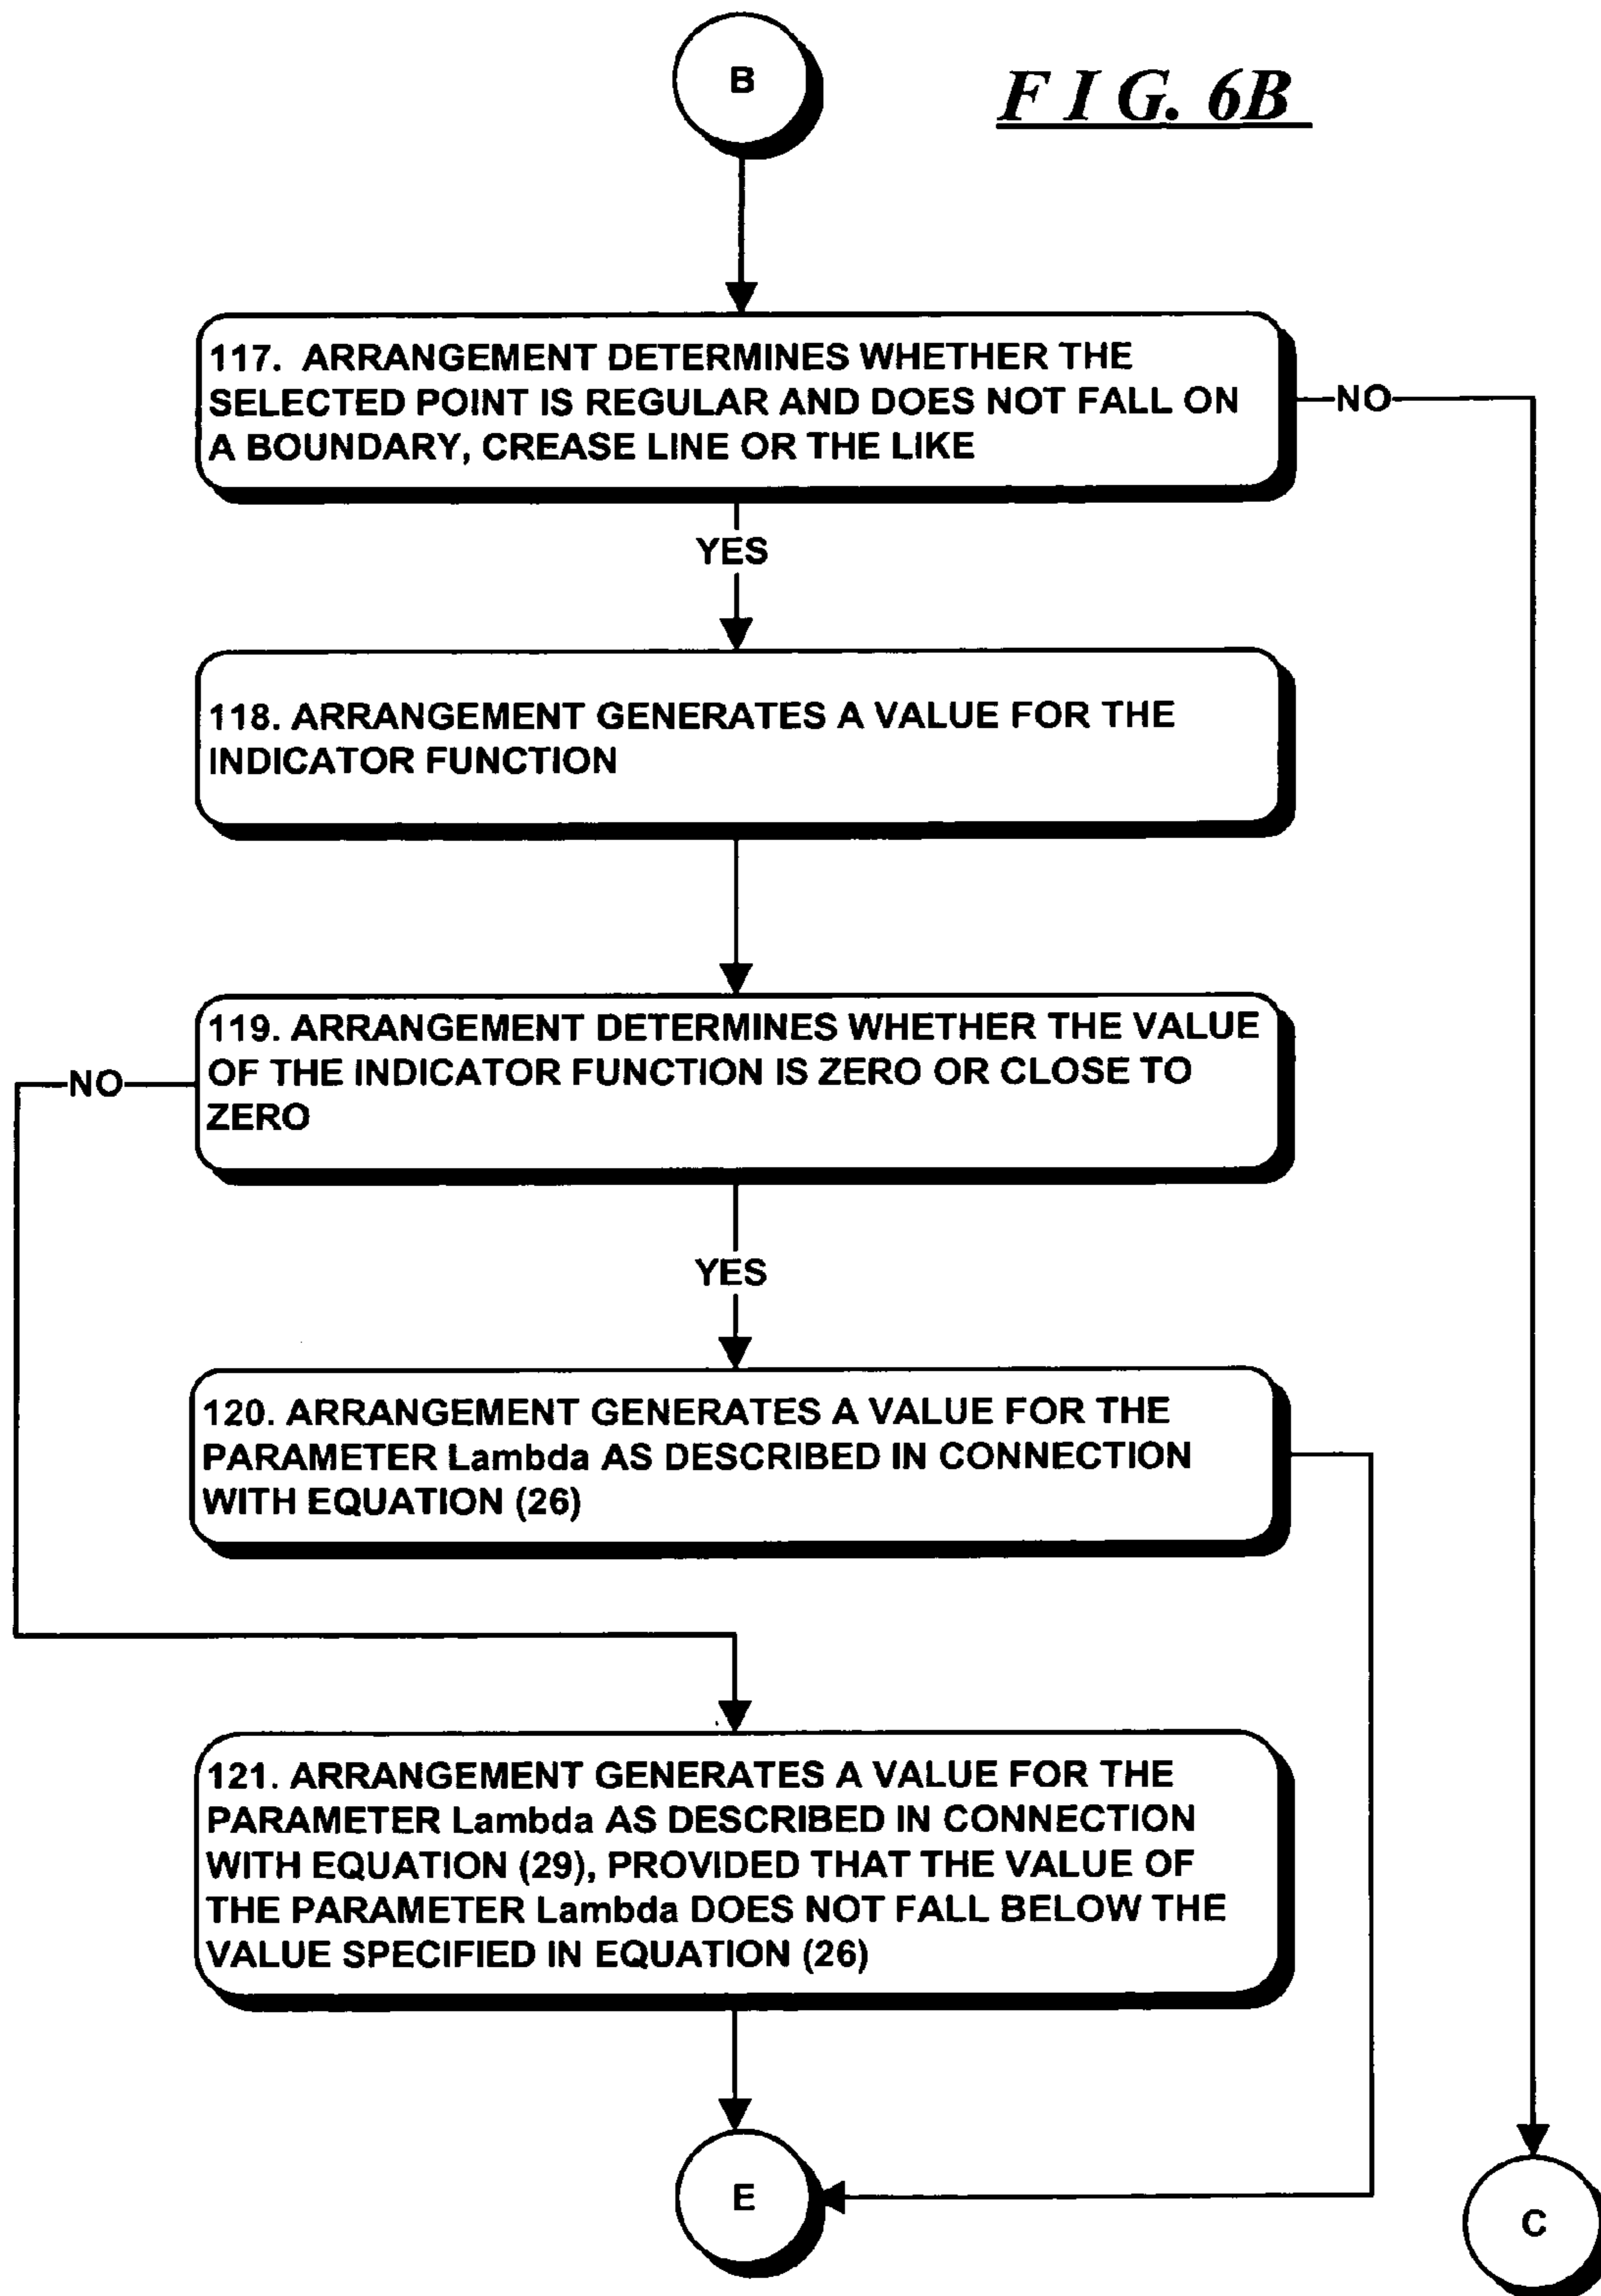 B
F I G. 6B
117. ARRANGEMENT DETERMINES WHETHER THE
SELECTED POINT IS REGULAR AND DOES NOT FALL ON
A BOUNDARY, CREASE LINE OR THE LIKE
NO
YES
118. ARRANGEMENT GENERATES A VALUE FOR THE
INDICATOR FUNCTION
119. ARRANGEMENT DETERMINES WHETHER THE VALUE
OF THE INDICATOR FUNCTION IS ZERO OR CLOSE TO
ZERO
NO
YES
120. ARRANGEMENT GENERATES A VALUE FOR THE
PARAMETER Lambda AS DESCRIBED IN CONNECTION
WITH EQUATION (26)
121. ARRANGEMENT GENERATES A VALUE FOR THE
PARAMETER Lambda AS DESCRIBED IN CONNECTION
WITH EQUATION (29), PROVIDED THAT THE VALUE OF
THE PARAMETER Lambda DOES NOT FALL BELOW THE
VALUE SPECIFIED IN EQUATION (26)
E
C